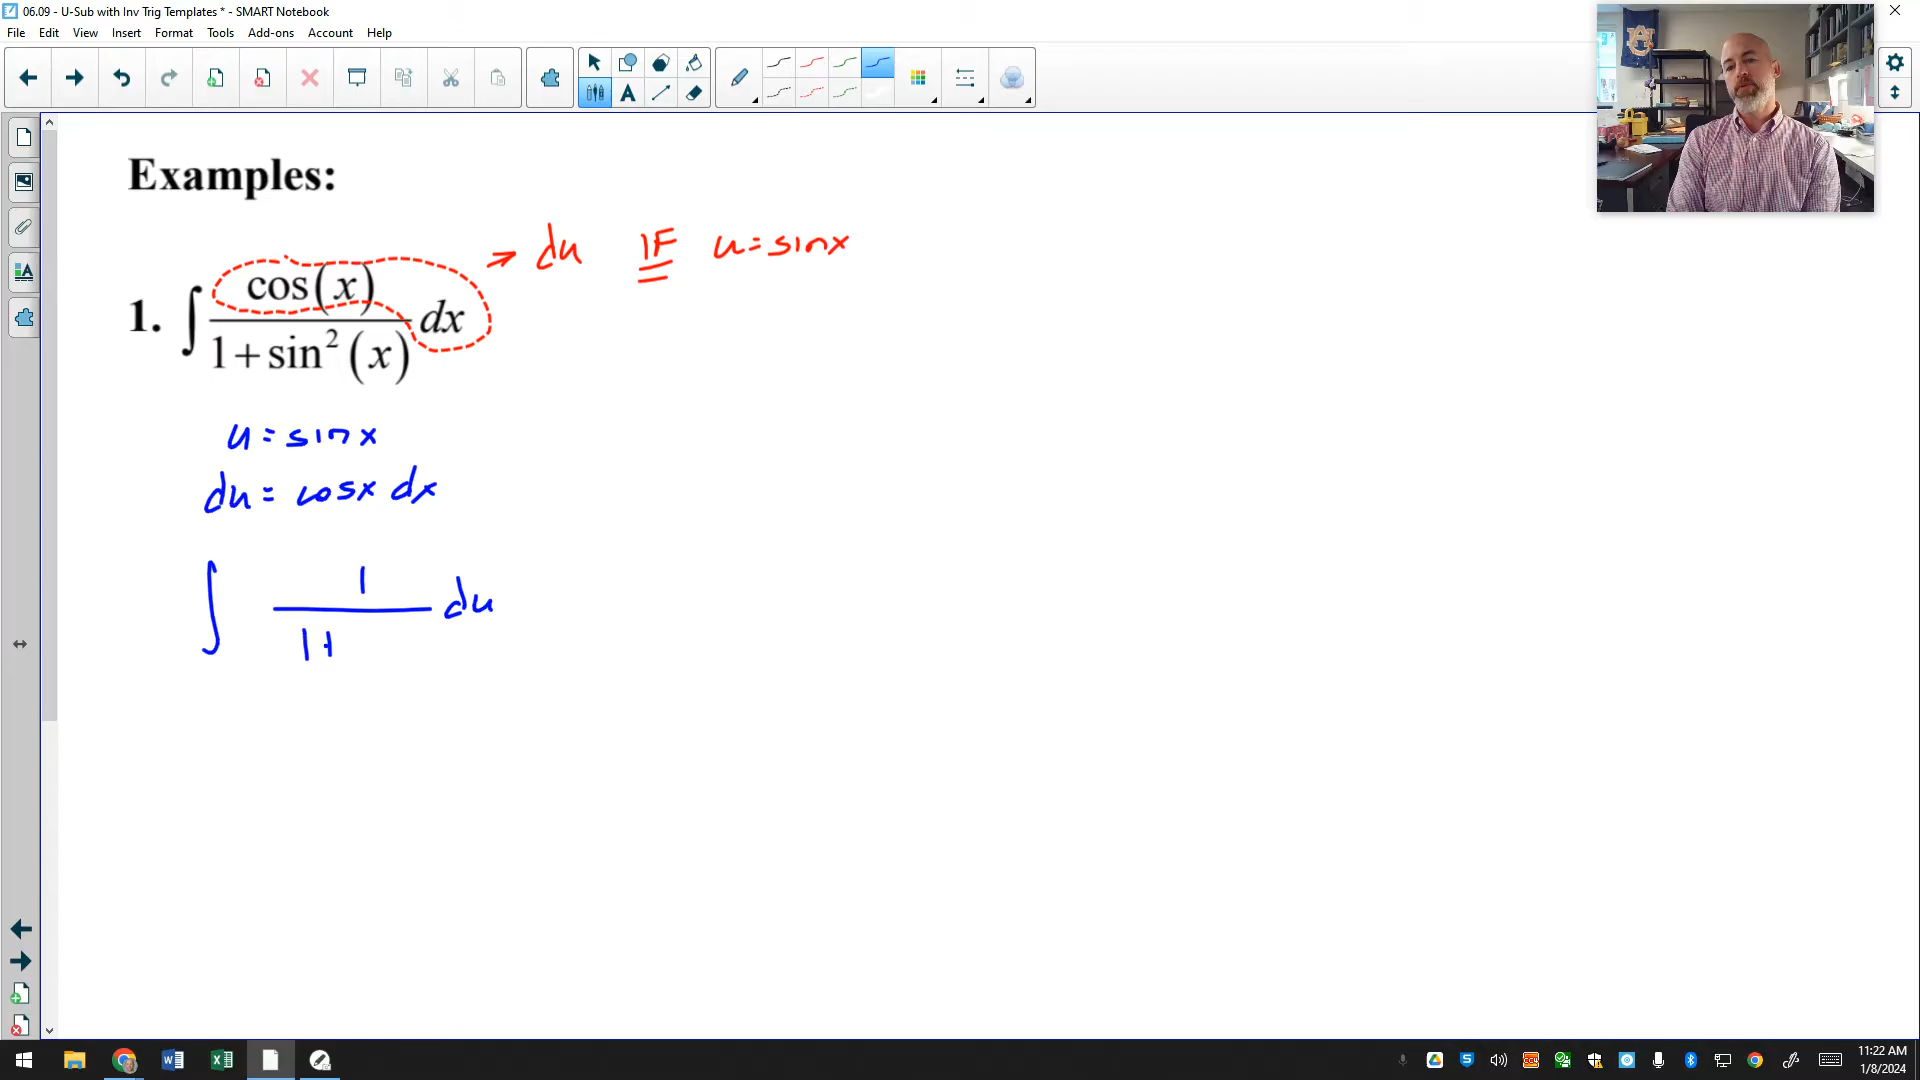 06.09 - U-Sub with Inv Trig Templates * - SMART Notebook
File Edit View Insert Format Tools Add-ons Account Help
Examples:
→ du IF u = sinx
1. ∫ cos(x) / (1 + sin²(x)) dx
u = sinx
du = cosx dx
∫ 1 / 1+ du
11:22 AM
1/8/2024